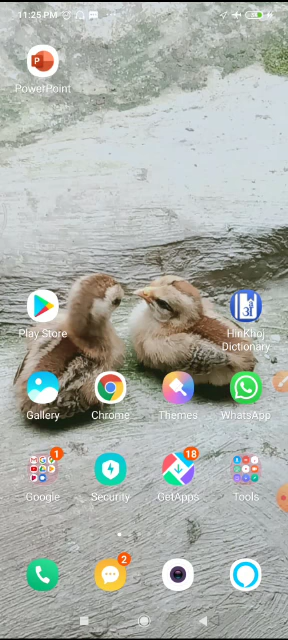 11:25 PM
PowerPoint
Play Store
HinKhoj
Dictionary
Gallery
Chrome
Themes
WhatsApp
1
18
Google
Security
GetApps
Tools
2